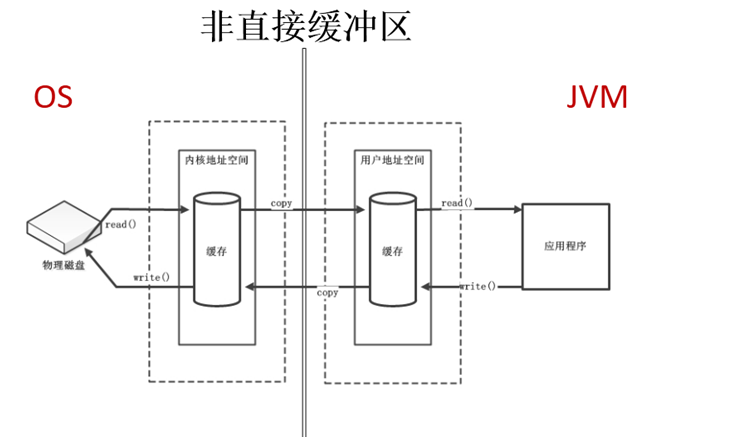 非直接缓冲区
OS
JVM
内核地址空间
用户地址空间
copy
read()
read()
缓存
缓存
应用程序
物理磁盘
write()
copy
write()